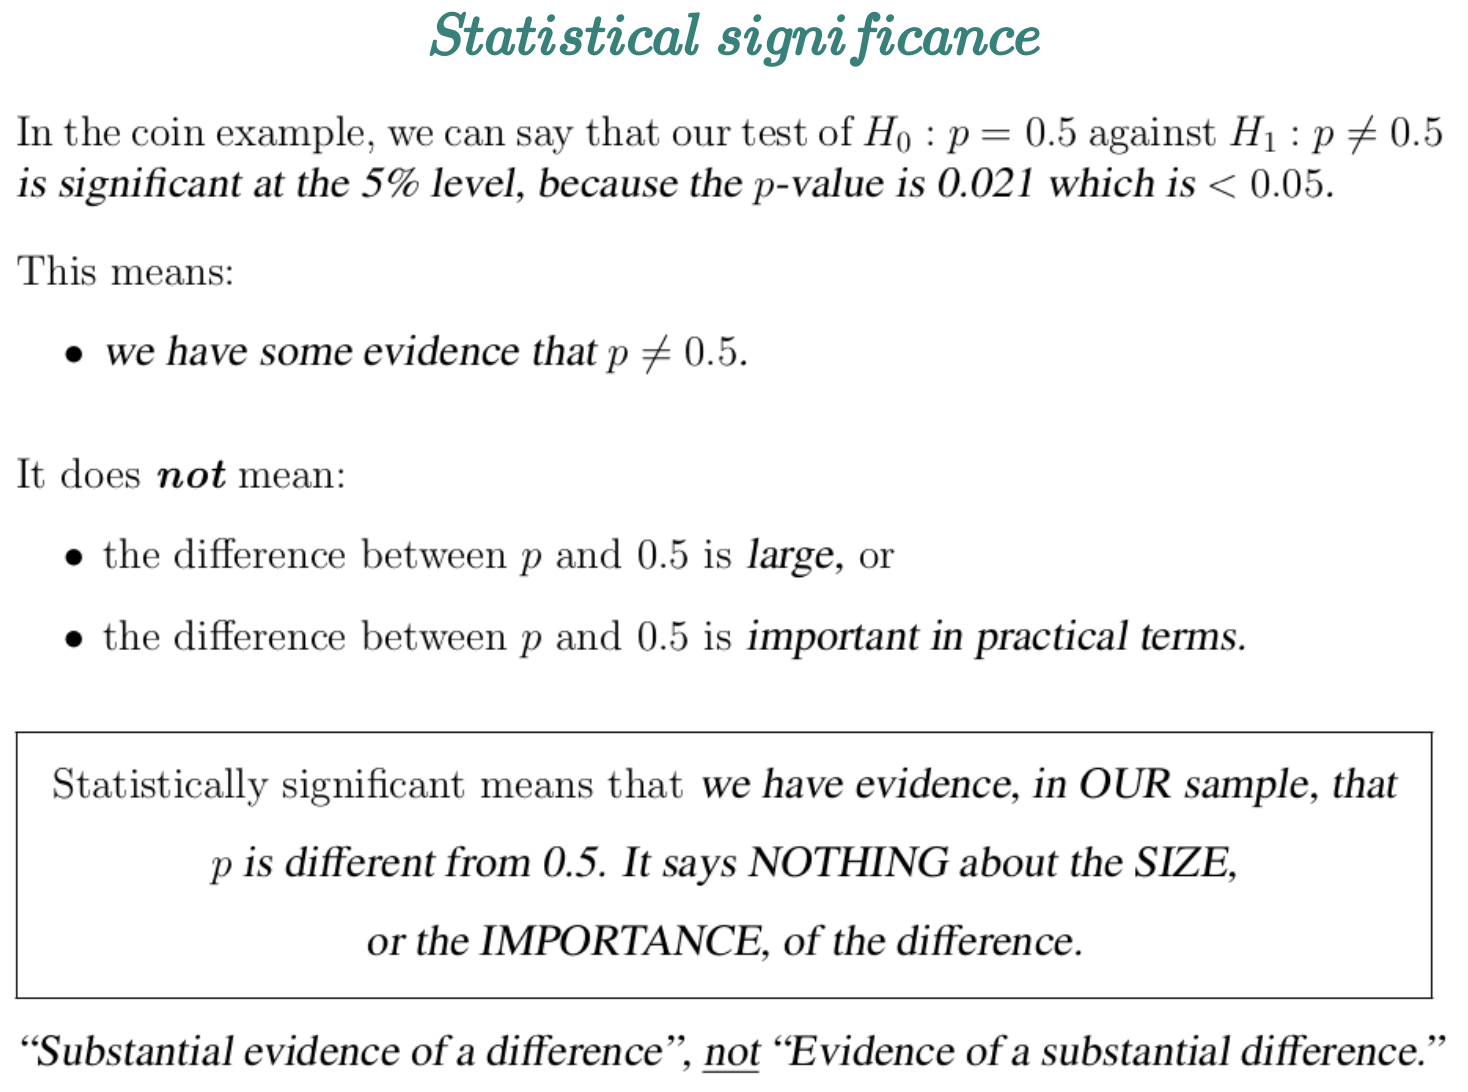 Statistical significance
In the coin example, we can say that our test of H₀ : p = 0.5 against H₁ : p ≠ 0.5
is significant at the 5% level, because the p-value is 0.021 which is < 0.05.
This means:
• we have some evidence that p ≠ 0.5.
It does not mean:
• the difference between p and 0.5 is large, or
• the difference between p and 0.5 is important in practical terms.
Statistically significant means that we have evidence, in OUR sample, that
p is different from 0.5. It says NOTHING about the SIZE,
or the IMPORTANCE, of the difference.
“Substantial evidence of a difference”, not “Evidence of a substantial difference.”